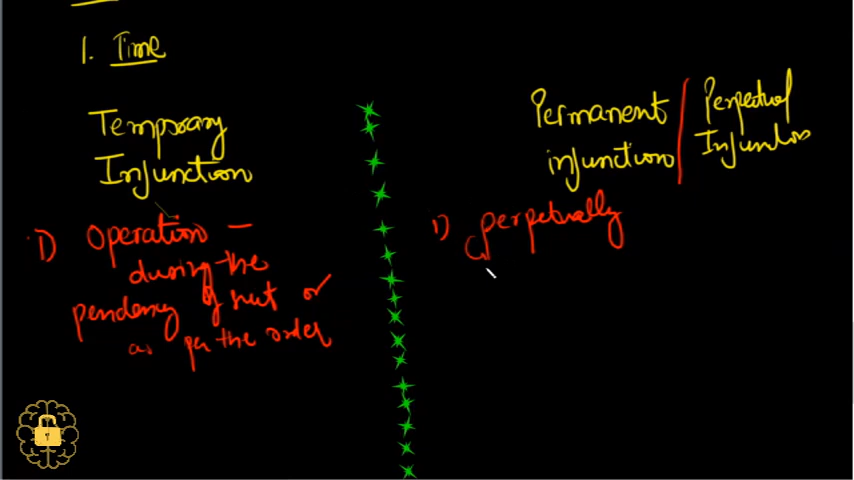 1. Time
Temporary
Injunction
Permanent
injunction
Perpetual
Injunction
1) Operation -
during the
pendency of suit or
as per the order
1) perpetually